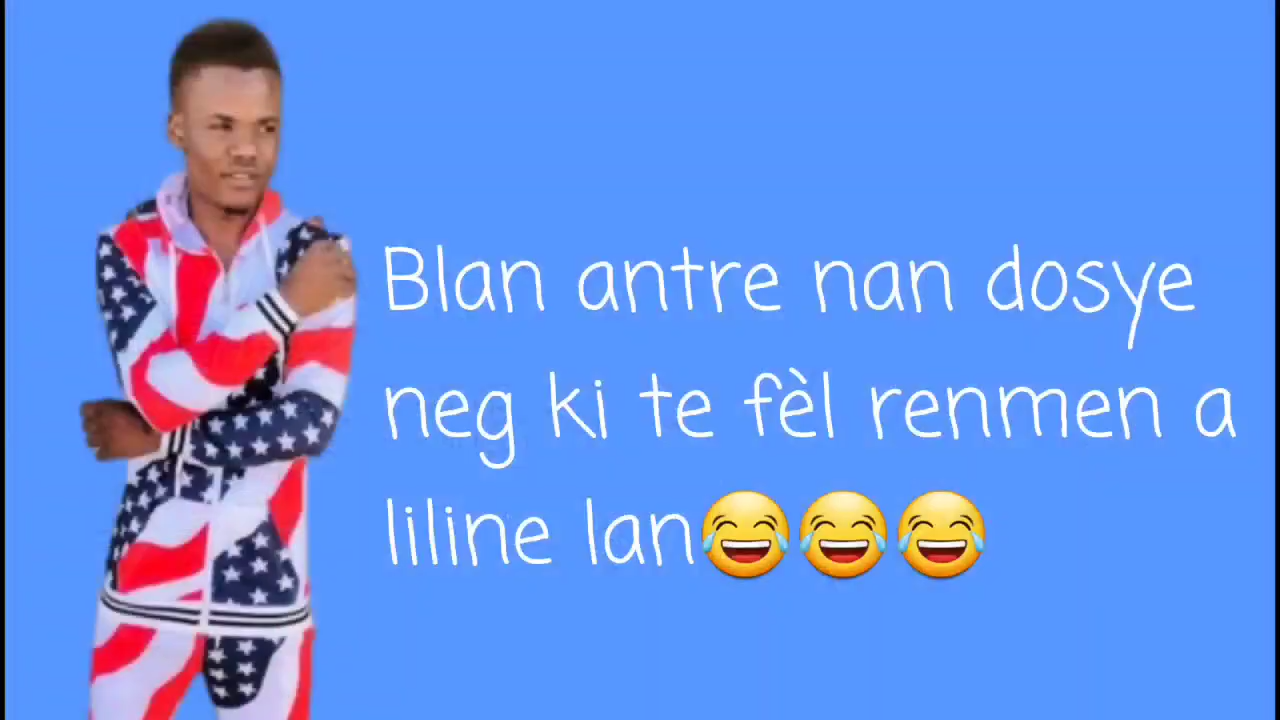 Blan antre nan dosye
neg ki te fèl renmen a
liline lan😂😂😂